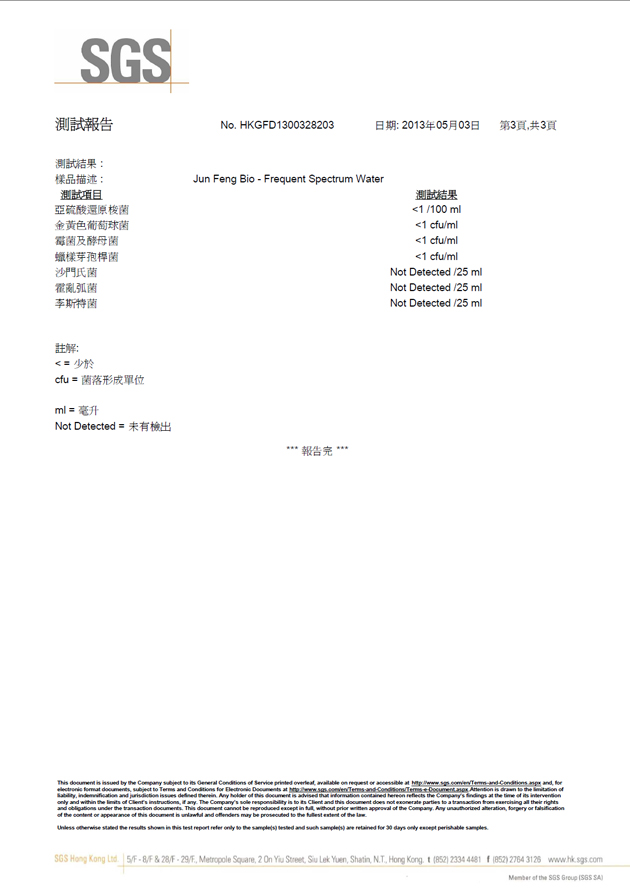 SGS
測試報告 No. HKGFD1300328203 日期: 2013年05月03日 第3頁,共3頁
測試結果：
樣品描述： Jun Feng Bio - Frequent Spectrum Water
測試項目 測試結果
亞硫酸還原梭菌 <1 /100 ml
金黃色葡萄球菌 <1 cfu/ml
霉菌及酵母菌 <1 cfu/ml
蠟樣芽孢桿菌 <1 cfu/ml
沙門氏菌 Not Detected /25 ml
霍亂弧菌 Not Detected /25 ml
李斯特菌 Not Detected /25 ml
註解:
< = 少於
cfu = 菌落形成單位
ml = 毫升
Not Detected = 未有檢出
*** 報告完 ***
This document is issued by the Company subject to its General Conditions of Service printed overleaf, available on request or accessible at http://www.sgs.com/en/Terms-and-Conditions.aspx and, for
electronic format documents, subject to Terms and Conditions for Electronic Documents at http://www.sgs.com/en/Terms-and-Conditions/Terms-e-Document.aspx.Attention is drawn to the limitation of
liability, indemnification and jurisdiction issues defined therein. Any holder of this document is advised that information contained hereon reflects the Company's findings at the time of its intervention
only and within the limits of Client's instructions, if any. The Company's sole responsibility is to its Client and this document does not exonerate parties to a transaction from exercising all their rights
and obligations under the transaction documents. This document cannot be reproduced except in full, without prior written approval of the Company. Any unauthorized alteration, forgery or falsification
of the content or appearance of this document is unlawful and offenders may be prosecuted to the fullest extent of the law.
Unless otherwise stated the results shown in this test report refer only to the sample(s) tested and such sample(s) are retained for 30 days only except perishable samples.
SGS Hong Kong Ltd. 5/F - 8/F & 28/F - 29/F., Metropole Square, 2 On Yiu Street, Siu Lek Yuen, Shatin, N.T., Hong Kong. t (852) 2334 4481 f (852) 2764 3126 www.hk.sgs.com
Member of the SGS Group (SGS SA)